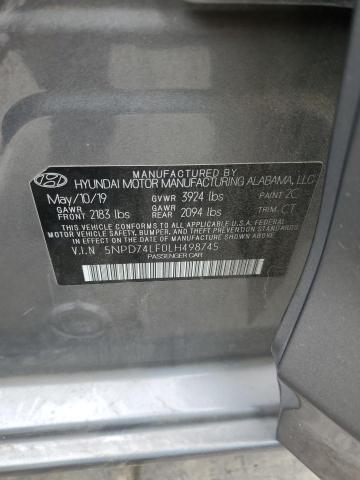 MANUFACTURED BY
HYUNDAI MOTOR MANUFACTURING ALABAMA, LLC
May/10/19 GVWR 3924 lbs PAINT 2C
GAWR FRONT 2183 lbs GAWR REAR 2094 lbs TRIM CT
THIS VEHICLE CONFORMS TO ALL APPLICABLE U.S. FEDERAL MOTOR
VEHICLE SAFETY, BUMPER, AND THEFT PREVENTION STANDARDS
IN EFFECT ON THE DATE OF MANUFACTURE SHOWN ABOVE.
V.I.N 5NPD74LF0LH498745
PASSENGER CAR